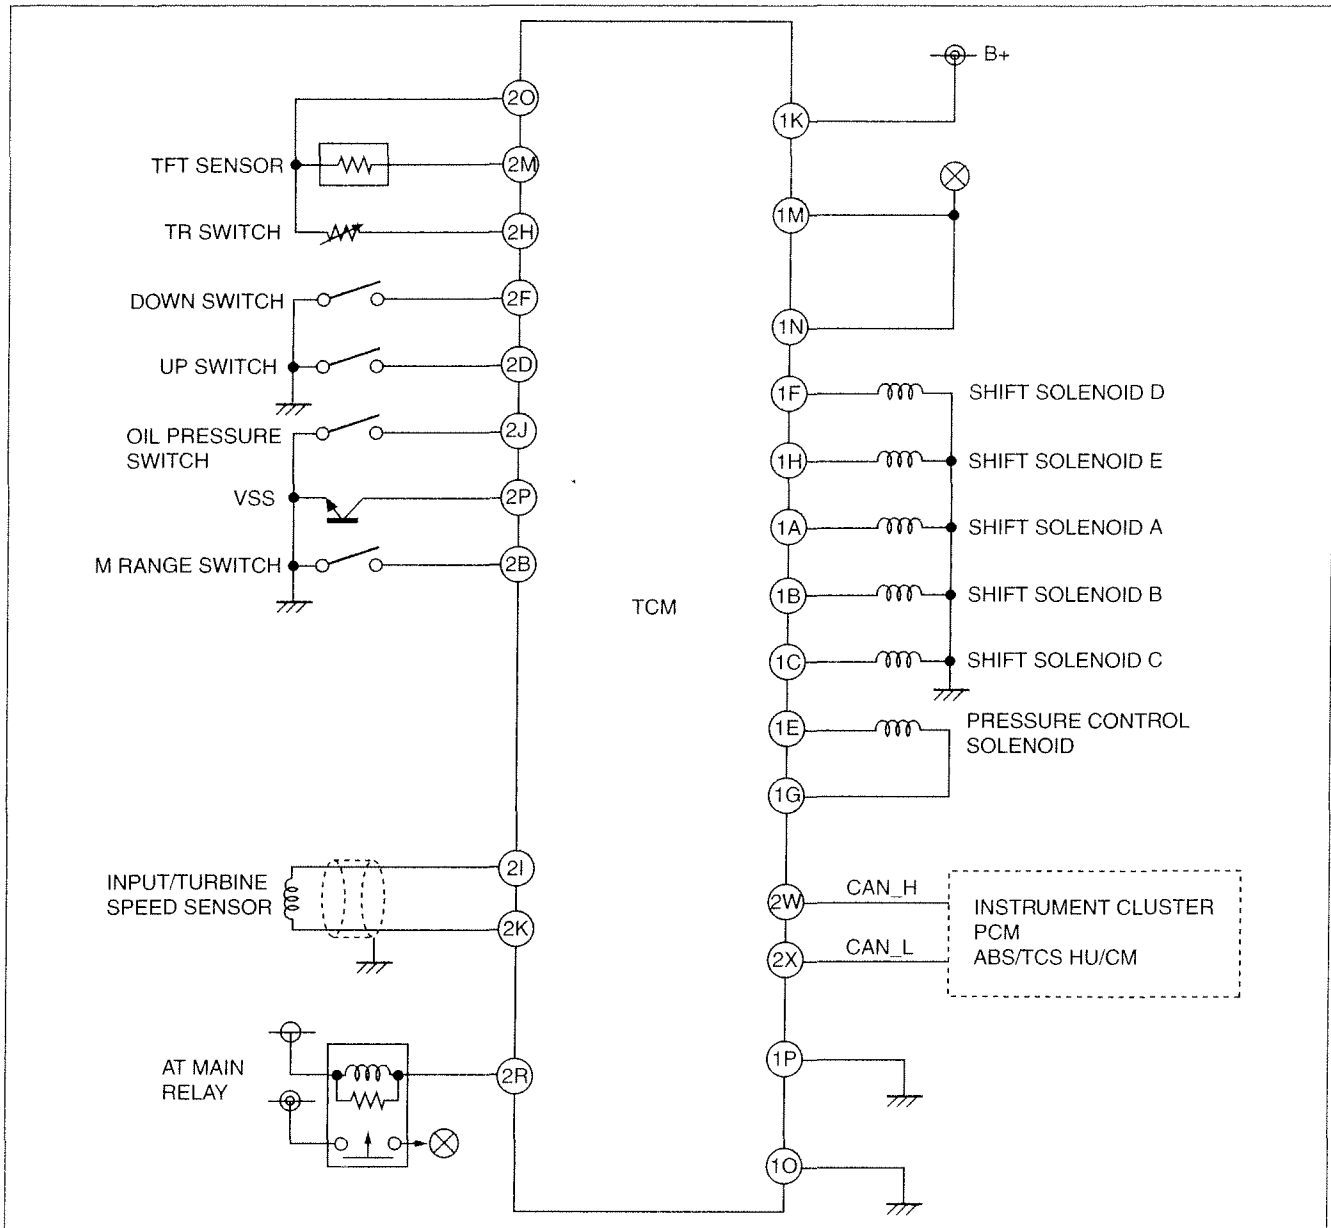 2O
1K
B+
TFT SENSOR
2M
1M
TR SWITCH
2H
DOWN SWITCH
2F
1N
UP SWITCH
2D
1F
SHIFT SOLENOID D
OIL PRESSURE
SWITCH
2J
1H
SHIFT SOLENOID E
VSS
2P
1A
SHIFT SOLENOID A
M RANGE SWITCH
2B
TCM
1B
SHIFT SOLENOID B
1C
SHIFT SOLENOID C
1E
PRESSURE CONTROL
SOLENOID
1G
INPUT/TURBINE
SPEED SENSOR
2I
2K
2W
CAN_H
2X
CAN_L
INSTRUMENT CLUSTER
PCM
ABS/TCS HU/CM
AT MAIN
RELAY
2R
1P
1O